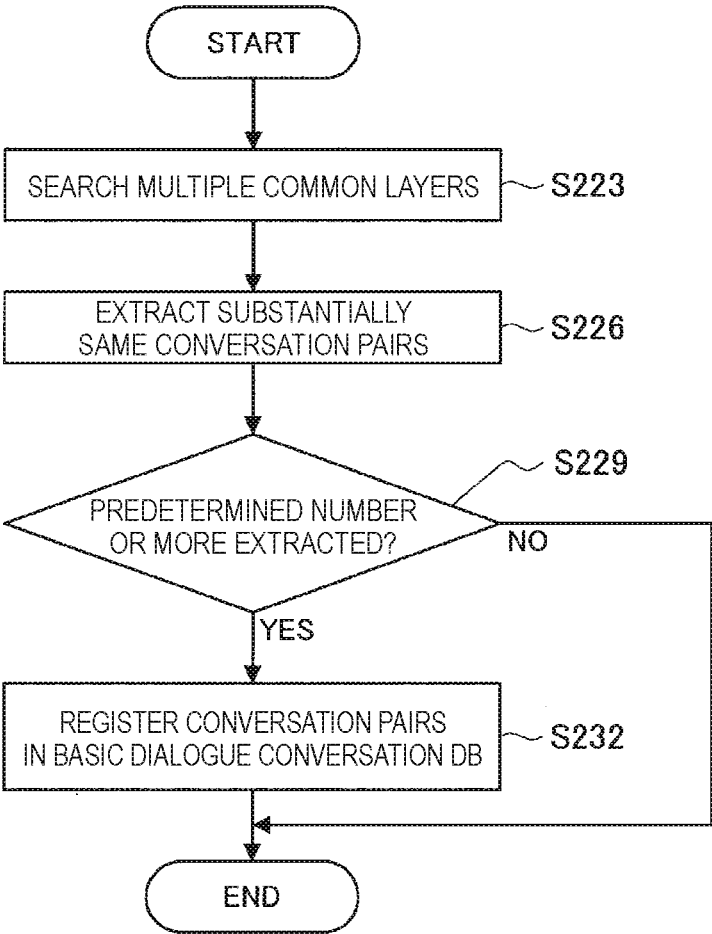 START
SEARCH MULTIPLE COMMON LAYERS
S223
EXTRACT SUBSTANTIALLY
SAME CONVERSATION PAIRS
S226
S229
PREDETERMINED NUMBER
OR MORE EXTRACTED?
NO
YES
REGISTER CONVERSATION PAIRS
IN BASIC DIALOGUE CONVERSATION DB
S232
END